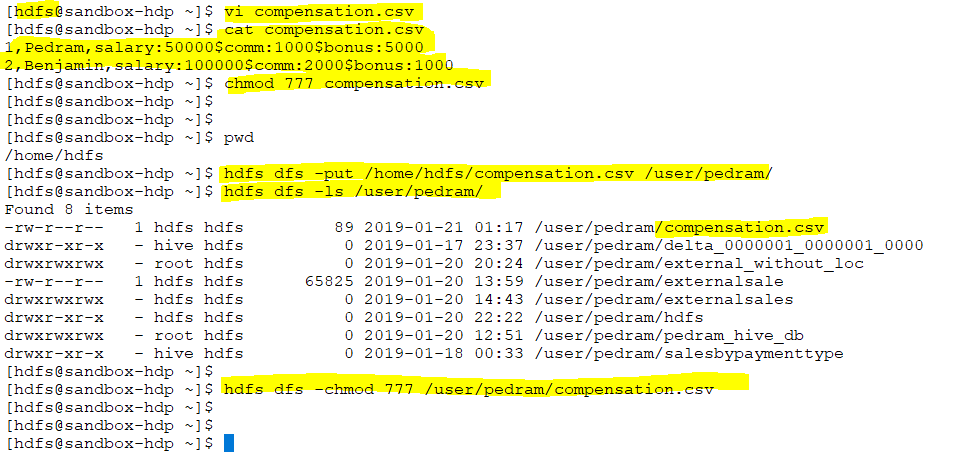 [hdfs@sandbox-hdp ~]$ vi compensation.csv
[hdfs@sandbox-hdp ~]$ cat compensation.csv
1,Pedram,salary:50000$comm:1000$bonus:5000
2,Benjamin,salary:100000$comm:2000$bonus:1000
[hdfs@sandbox-hdp ~]$ chmod 777 compensation.csv
[hdfs@sandbox-hdp ~]$
[hdfs@sandbox-hdp ~]$
[hdfs@sandbox-hdp ~]$ pwd
/home/hdfs
[hdfs@sandbox-hdp ~]$ hdfs dfs -put /home/hdfs/compensation.csv /user/pedram/
[hdfs@sandbox-hdp ~]$ hdfs dfs -ls /user/pedram/
Found 8 items
-rw-r--r--   1 hdfs hdfs         89 2019-01-21 01:17 /user/pedram/compensation.csv
drwxr-xr-x   - hive hdfs          0 2019-01-17 23:37 /user/pedram/delta_0000001_0000001_0000
drwxrwxrwx   - root hdfs          0 2019-01-20 20:24 /user/pedram/external_without_loc
-rw-r--r--   1 hdfs hdfs      65825 2019-01-20 13:59 /user/pedram/externalsale
drwxrwxrwx   - hdfs hdfs          0 2019-01-20 14:43 /user/pedram/externalsales
drwxr-xr-x   - hdfs hdfs          0 2019-01-20 22:22 /user/pedram/hdfs
drwxrwxrwx   - root hdfs          0 2019-01-20 12:51 /user/pedram/pedram_hive_db
drwxr-xr-x   - hive hdfs          0 2019-01-18 00:33 /user/pedram/salesbypaymenttype
[hdfs@sandbox-hdp ~]$
[hdfs@sandbox-hdp ~]$ hdfs dfs -chmod 777 /user/pedram/compensation.csv
[hdfs@sandbox-hdp ~]$
[hdfs@sandbox-hdp ~]$
[hdfs@sandbox-hdp ~]$